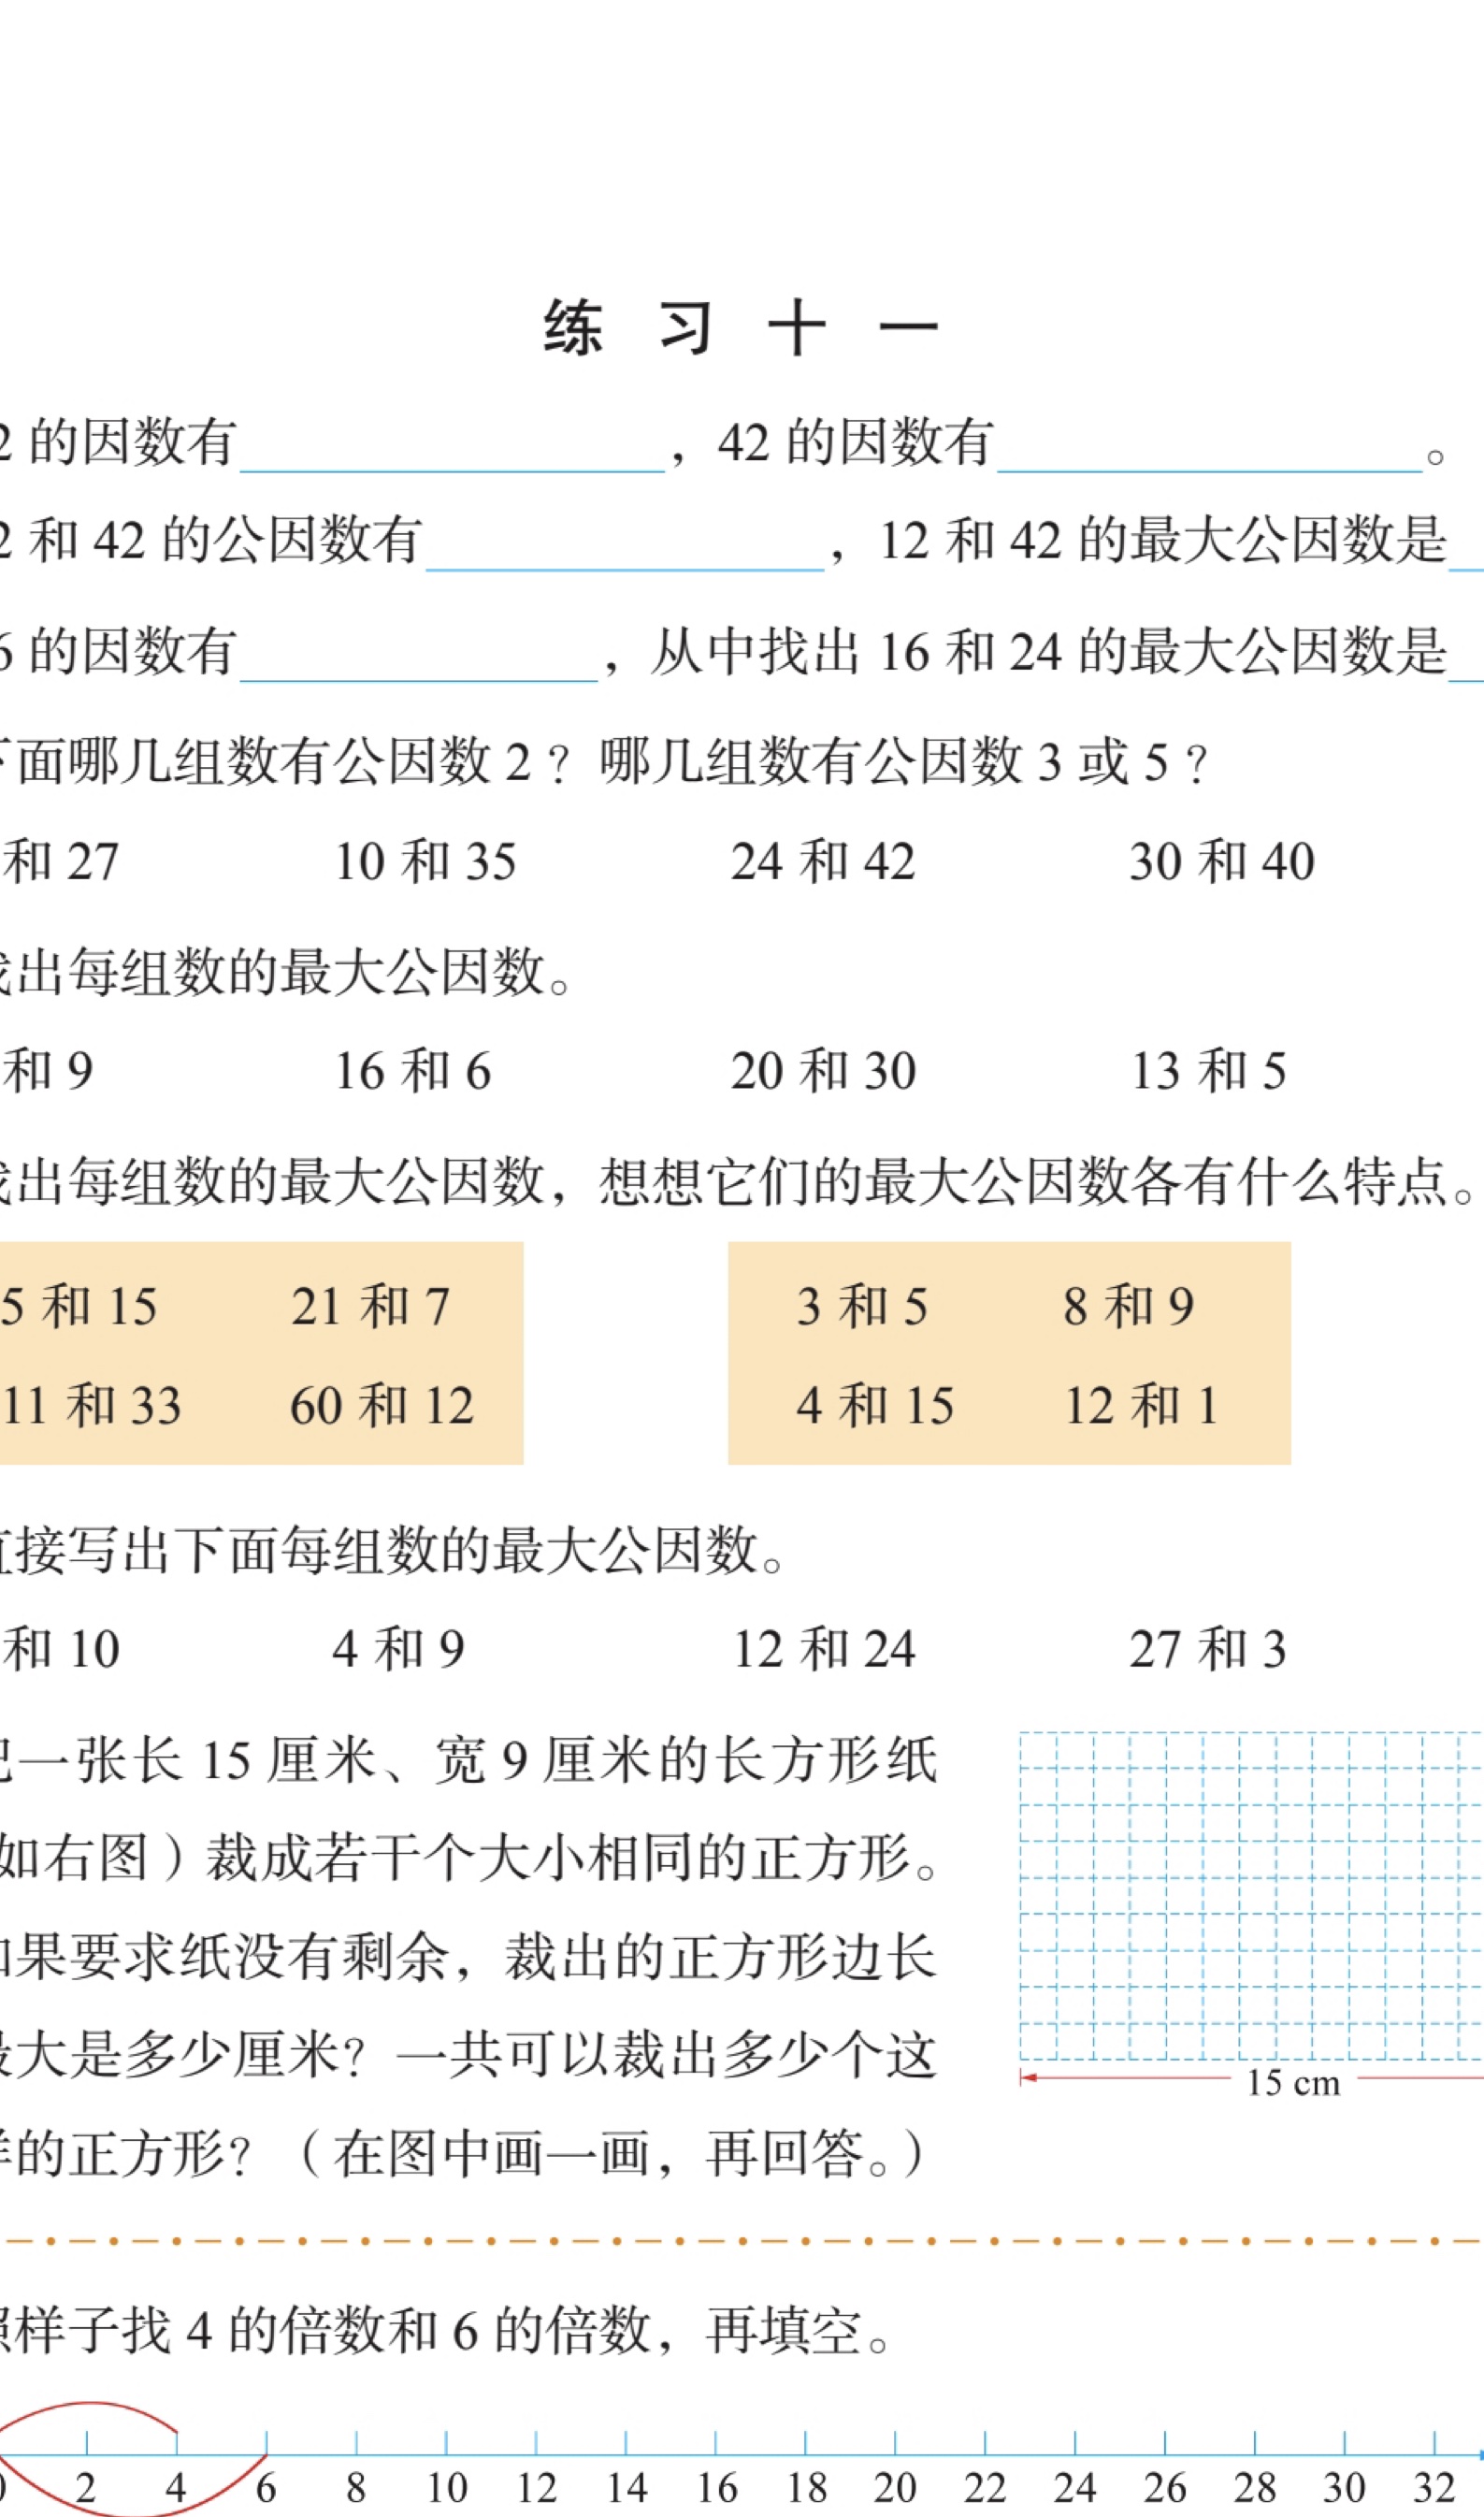 练习十一
2 的因数有，42 的因数有。
2 和 42 的公因数有，12 和 42 的最大公因数是
6 的因数有，从中找出 16 和 24 的最大公因数是
下面哪几组数有公因数 2？哪几组数有公因数 3 或 5？
和 27 10 和 35 24 和 42 30 和 40
找出每组数的最大公因数。
和 9 16 和 6 20 和 30 13 和 5
找出每组数的最大公因数，想想它们的最大公因数各有什么特点。
5 和 15 21 和 7 3 和 5 8 和 9
11 和 33 60 和 12 4 和 15 12 和 1
直接写出下面每组数的最大公因数。
和 10 4 和 9 12 和 24 27 和 3
把一张长 15 厘米、宽 9 厘米的长方形纸
如右图）裁成若干个大小相同的正方形。
如果要求纸没有剩余，裁出的正方形边长
最大是多少厘米？一共可以裁出多少个这
样的正方形？（在图中画一画，再回答。）
15 cm
照样子找 4 的倍数和 6 的倍数，再填空。
0 2 4 6 8 10 12 14 16 18 20 22 24 26 28 30 32